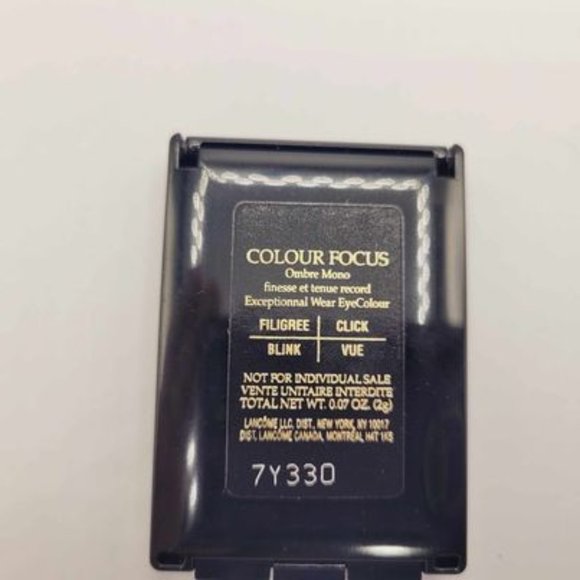 COLOUR FOCUS
Ombre Mono
finesse et tenue record
Exceptionnal Wear EyeColour
FILIGREE CLICK
BLINK VUE
NOT FOR INDIVIDUAL SALE
VENTE UNITAIRE INTERDITE
TOTAL NET WT. 0.07 OZ. (2g)
LANCÔME LLC. DIST. NEW YORK, NY 10017
DIST. LANCÔME CANADA, MONTRÉAL H4T 1K5
7Y330